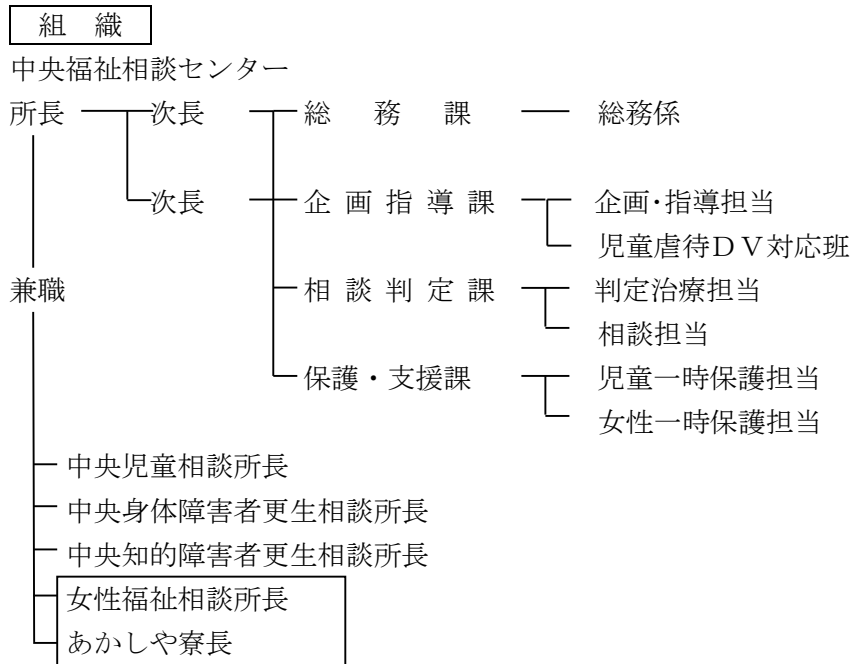 組　織
中央福祉相談センター
所長　次長　総　務　課　総務係
次長　企 画 指 導 課　企画･指導担当
児童虐待ＤＶ対応班
兼職　相 談 判 定 課　判定治療担当
相談担当
保護・支援課　児童一時保護担当
女性一時保護担当
中央児童相談所長
中央身体障害者更生相談所長
中央知的障害者更生相談所長
女性福祉相談所長
あかしや寮長